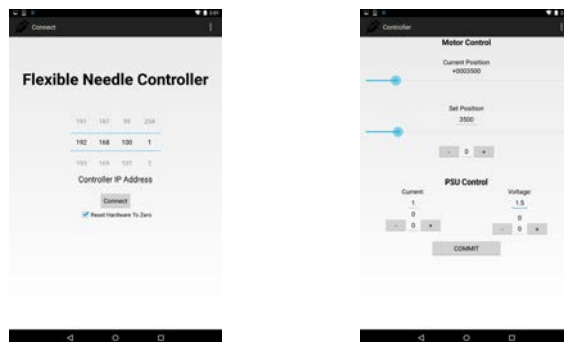 Connect
Flexible Needle Controller
191 167 99 204
192 168 100 1
193 169 101 2
Controller IP Address
Connect
Reset Hardware To Zero
Controller
Motor Control
Current Position
+0003500
Set Position
3500
- 0 +
PSU Control
Current: Voltage:
1 1.5
0 0
- 0 + - 0 +
COMMIT